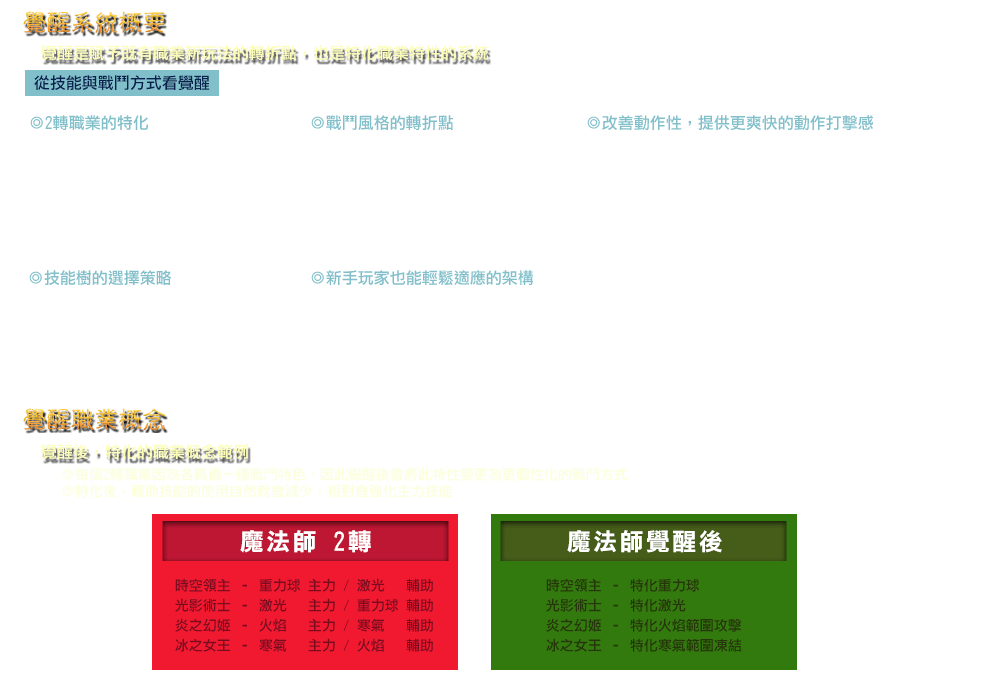 覺醒系統概要
覺醒是賦予既有職業新玩法的轉折點，也是特化職業特性的系統
從技能與戰鬥方式看覺醒
◎2轉職業的特化
◎戰鬥風格的轉折點
◎改善動作性，提供更爽快的動作打擊感
◎技能樹的選擇策略
◎新手玩家也能輕鬆適應的架構
覺醒職業概念
覺醒後，特化的職業概念範例
魔法師 2轉
時空領主 - 重力球 主力 / 激光 輔助
光影術士 - 激光 主力 / 重力球 輔助
炎之幻姬 - 火焰 主力 / 寒氣 輔助
冰之女王 - 寒氣 主力 / 火焰 輔助
魔法師覺醒後
時空領主 - 特化重力球
光影術士 - 特化激光
炎之幻姬 - 特化火焰範圍攻擊
冰之女王 - 特化寒氣範圍凍結